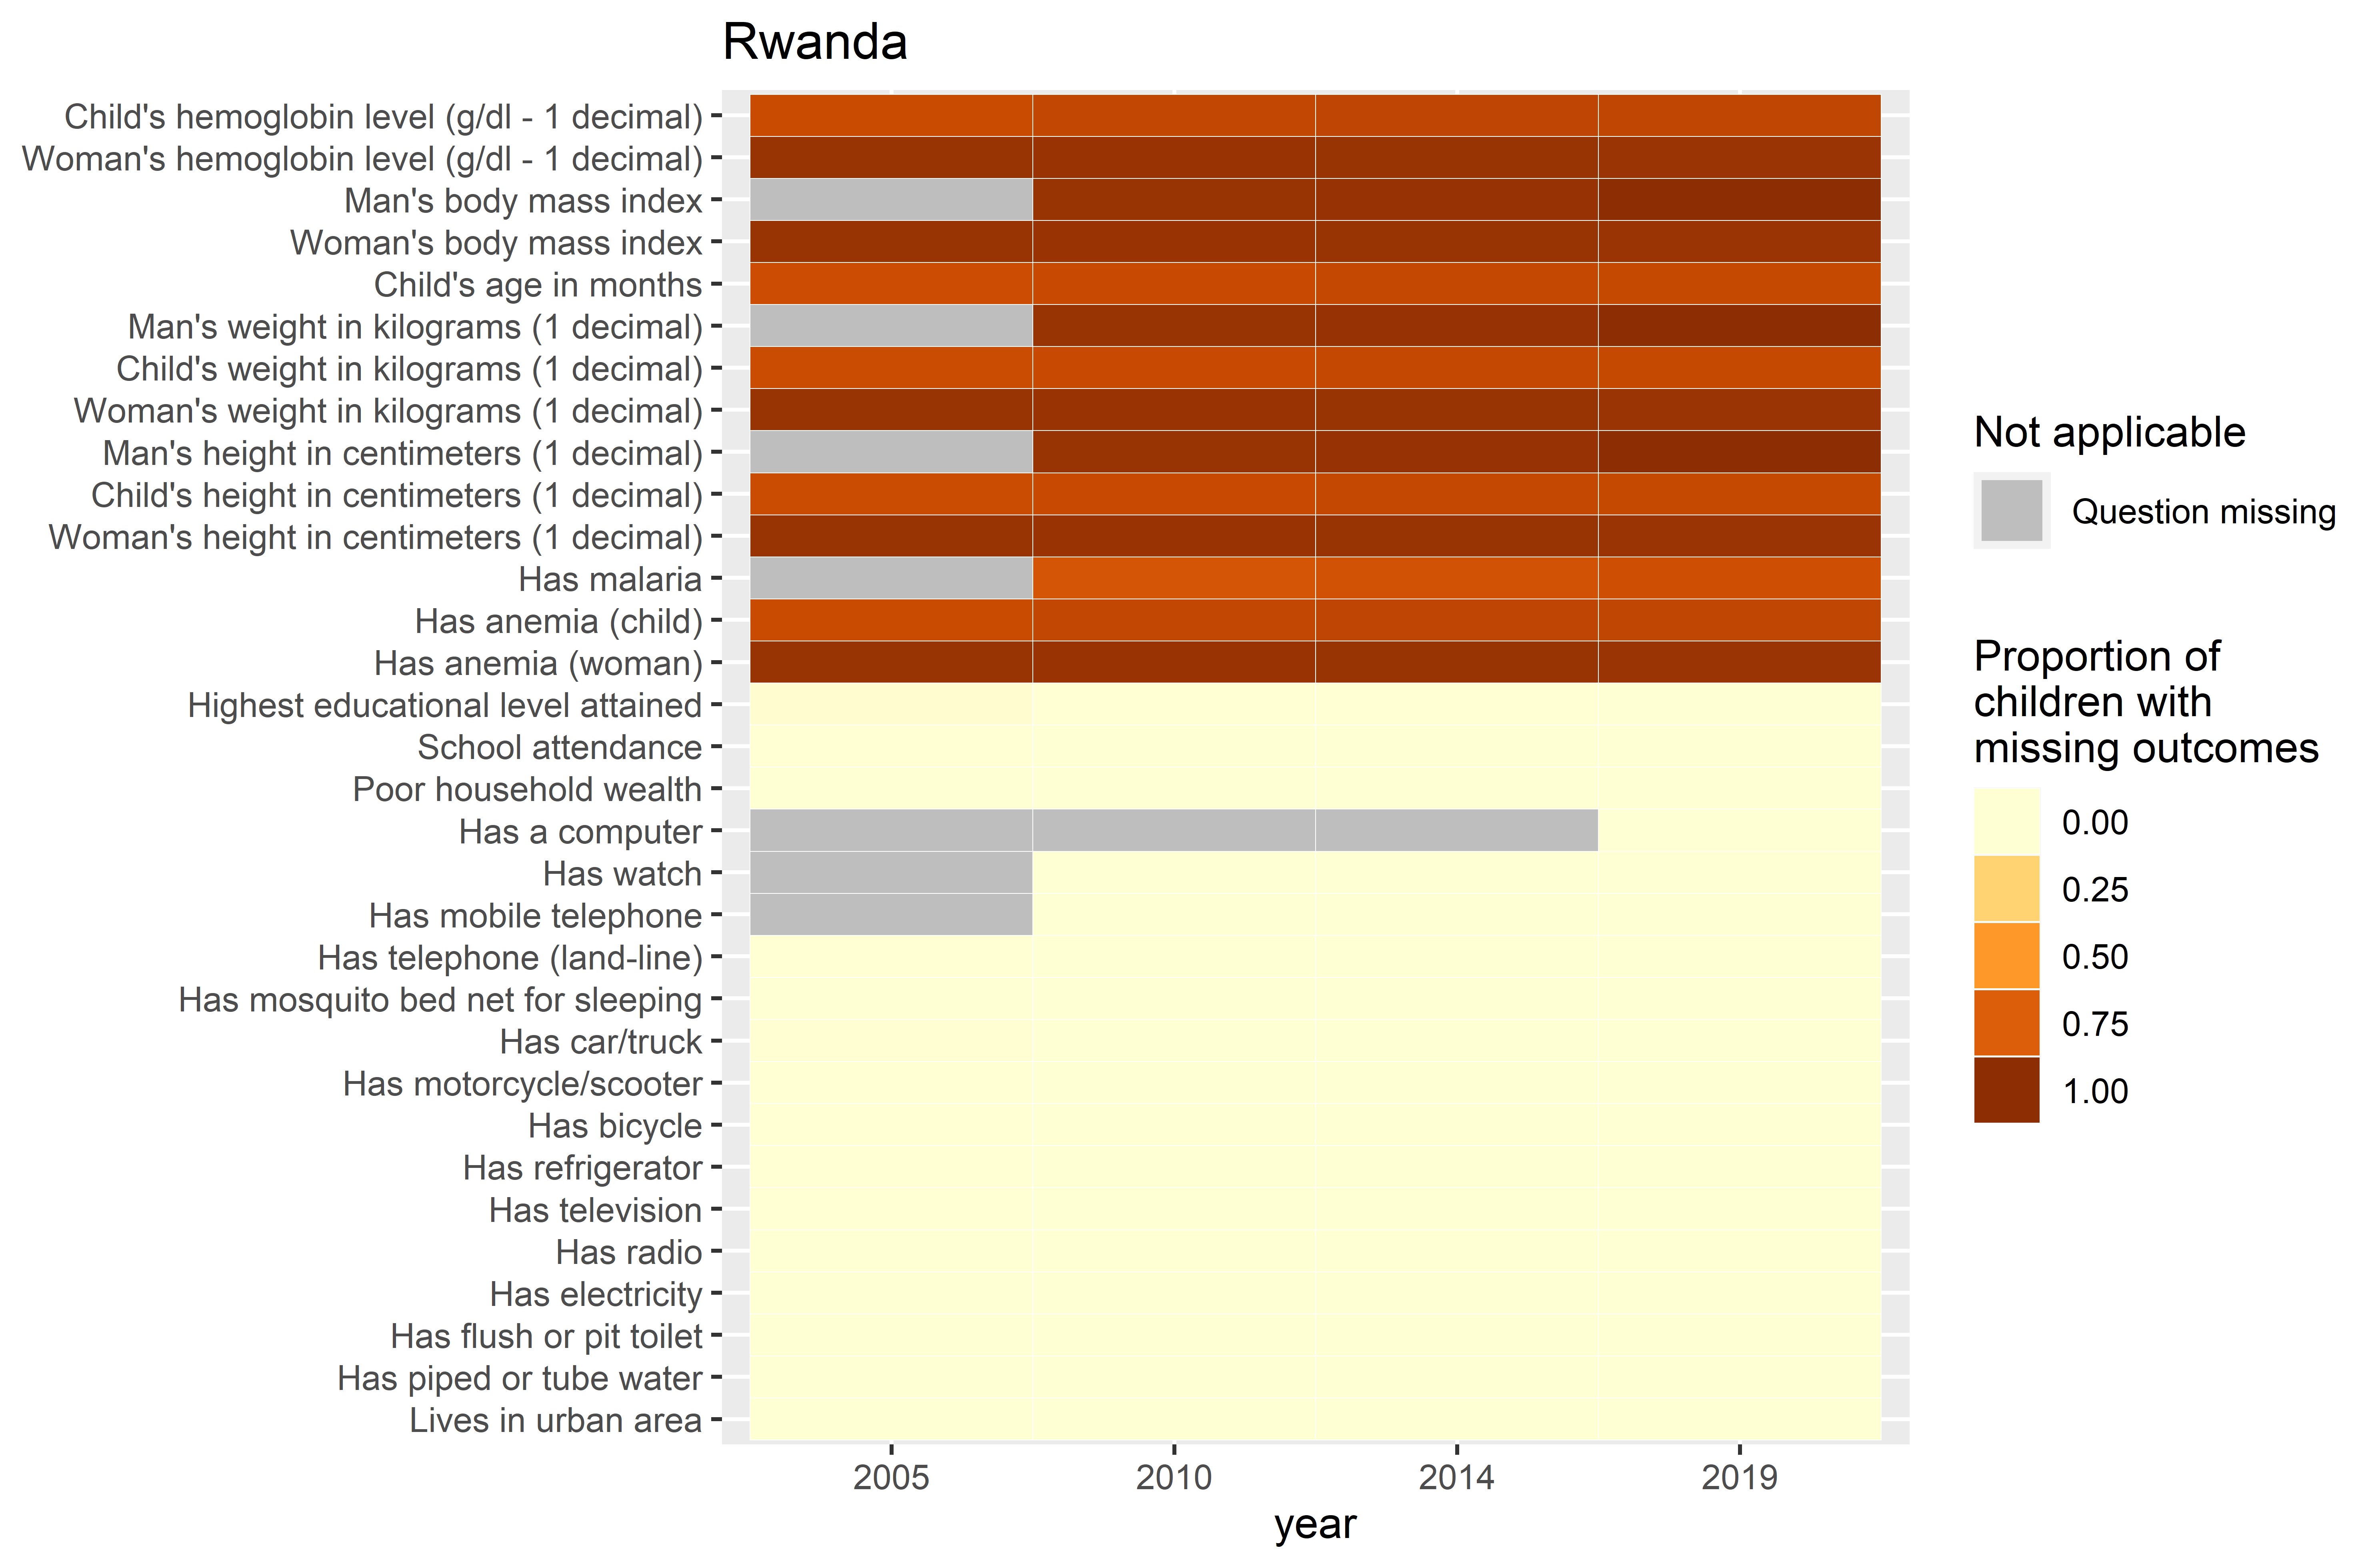 Rwanda
Child's hemoglobin level (g/dl - 1 decimal)
Woman's hemoglobin level (g/dl - 1 decimal)
Man's body mass index
Woman's body mass index
Child's age in months
Man's weight in kilograms (1 decimal)
Child's weight in kilograms (1 decimal)
Woman's weight in kilograms (1 decimal)
Man's height in centimeters (1 decimal)
Child's height in centimeters (1 decimal)
Woman's height in centimeters (1 decimal)
Has malaria
Has anemia (child)
Has anemia (woman)
Highest educational level attained
School attendance
Poor household wealth
Has a computer
Has watch
Has mobile telephone
Has telephone (land-line)
Has mosquito bed net for sleeping
Has car/truck
Has motorcycle/scooter
Has bicycle
Has refrigerator
Has television
Has radio
Has electricity
Has flush or pit toilet
Has piped or tube water
Lives in urban area
2005 2010 2014 2019
year
Not applicable
Question missing
Proportion of
children with
missing outcomes
0.00
0.25
0.50
0.75
1.00